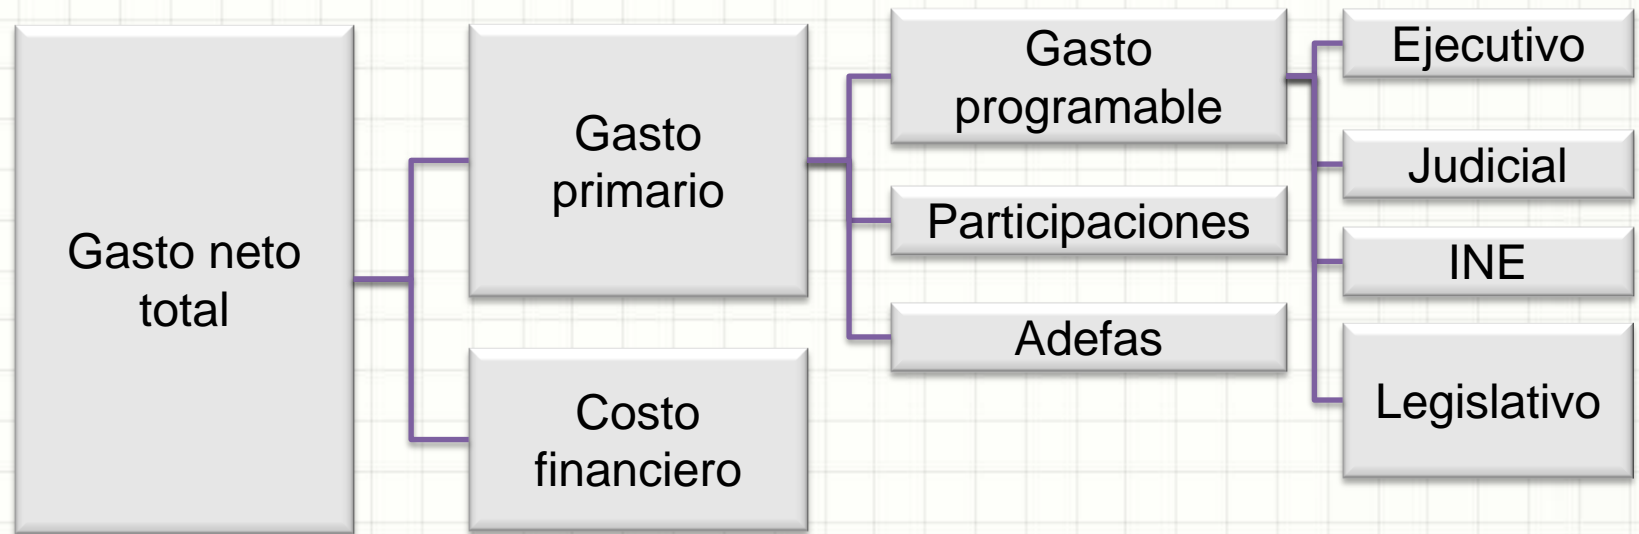 Gasto neto
total
Gasto
primario
Costo
financiero
Gasto
programable
Participaciones
Adefas
Ejecutivo
Judicial
INE
Legislativo